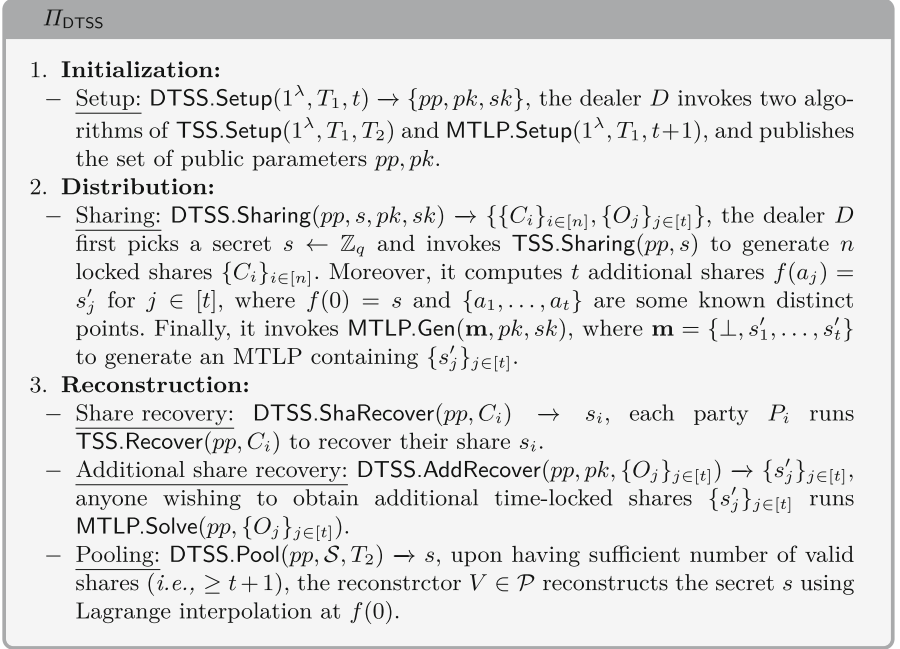 Π_DTSS
1. Initialization:
– Setup: DTSS.Setup(1^λ, T_1, t) → {pp, pk, sk}, the dealer D invokes two algo-
rithms of TSS.Setup(1^λ, T_1, T_2) and MTLP.Setup(1^λ, T_1, t+1), and publishes
the set of public parameters pp, pk.
2. Distribution:
– Sharing: DTSS.Sharing(pp, s, pk, sk) → {{C_i}_{i∈[n]}, {O_j}_{j∈[t]}}, the dealer D
first picks a secret s ← ℤ_q and invokes TSS.Sharing(pp, s) to generate n
locked shares {C_i}_{i∈[n]}. Moreover, it computes t additional shares f(a_j) =
s′_j for j ∈ [t], where f(0) = s and {a_1, . . . , a_t} are some known distinct
points. Finally, it invokes MTLP.Gen(m, pk, sk), where m = {⊥, s′_1, . . . , s′_t}
to generate an MTLP containing {s′_j}_{j∈[t]}.
3. Reconstruction:
– Share recovery: DTSS.ShaRecover(pp, C_i) → s_i, each party P_i runs
TSS.Recover(pp, C_i) to recover their share s_i.
– Additional share recovery: DTSS.AddRecover(pp, pk, {O_j}_{j∈[t]}) → {s′_j}_{j∈[t]},
anyone wishing to obtain additional time-locked shares {s′_j}_{j∈[t]} runs
MTLP.Solve(pp, {O_j}_{j∈[t]}).
– Pooling: DTSS.Pool(pp, 𝒮, T_2) → s, upon having sufficient number of valid
shares (i.e., ≥ t+1), the reconstrctor V ∈ 𝒫 reconstructs the secret s using
Lagrange interpolation at f(0).